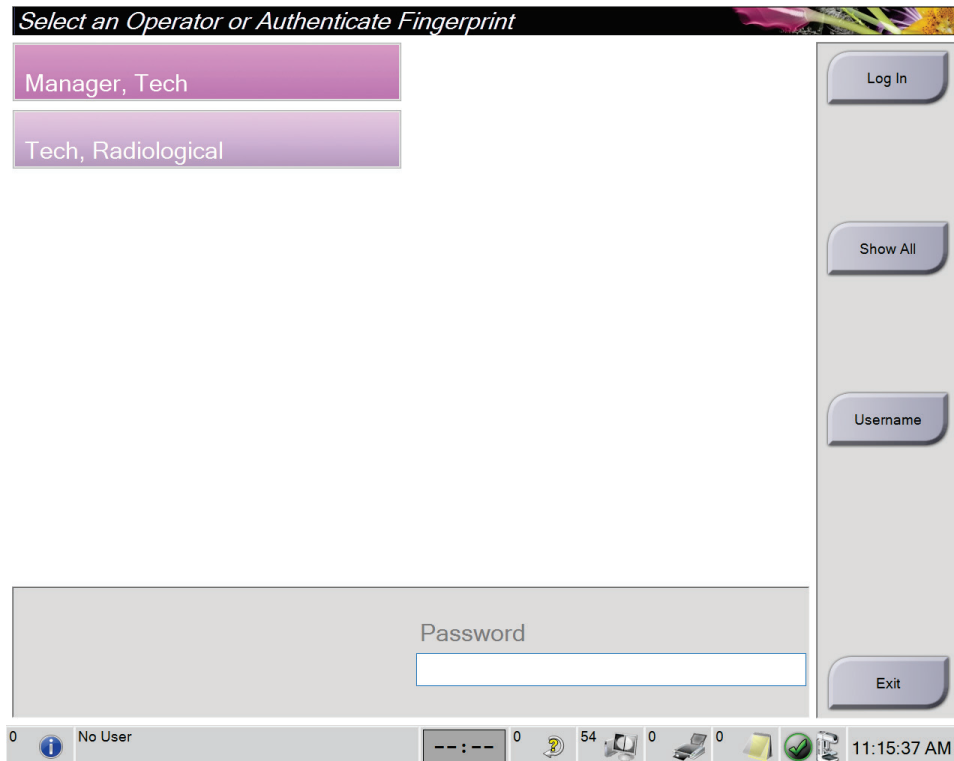 Select an Operator or Authenticate Fingerprint
Manager, Tech
Tech, Radiological
Log In
Show All
Username
Password
Exit
0
No User
--:--
0
54
0
0
11:15:37 AM